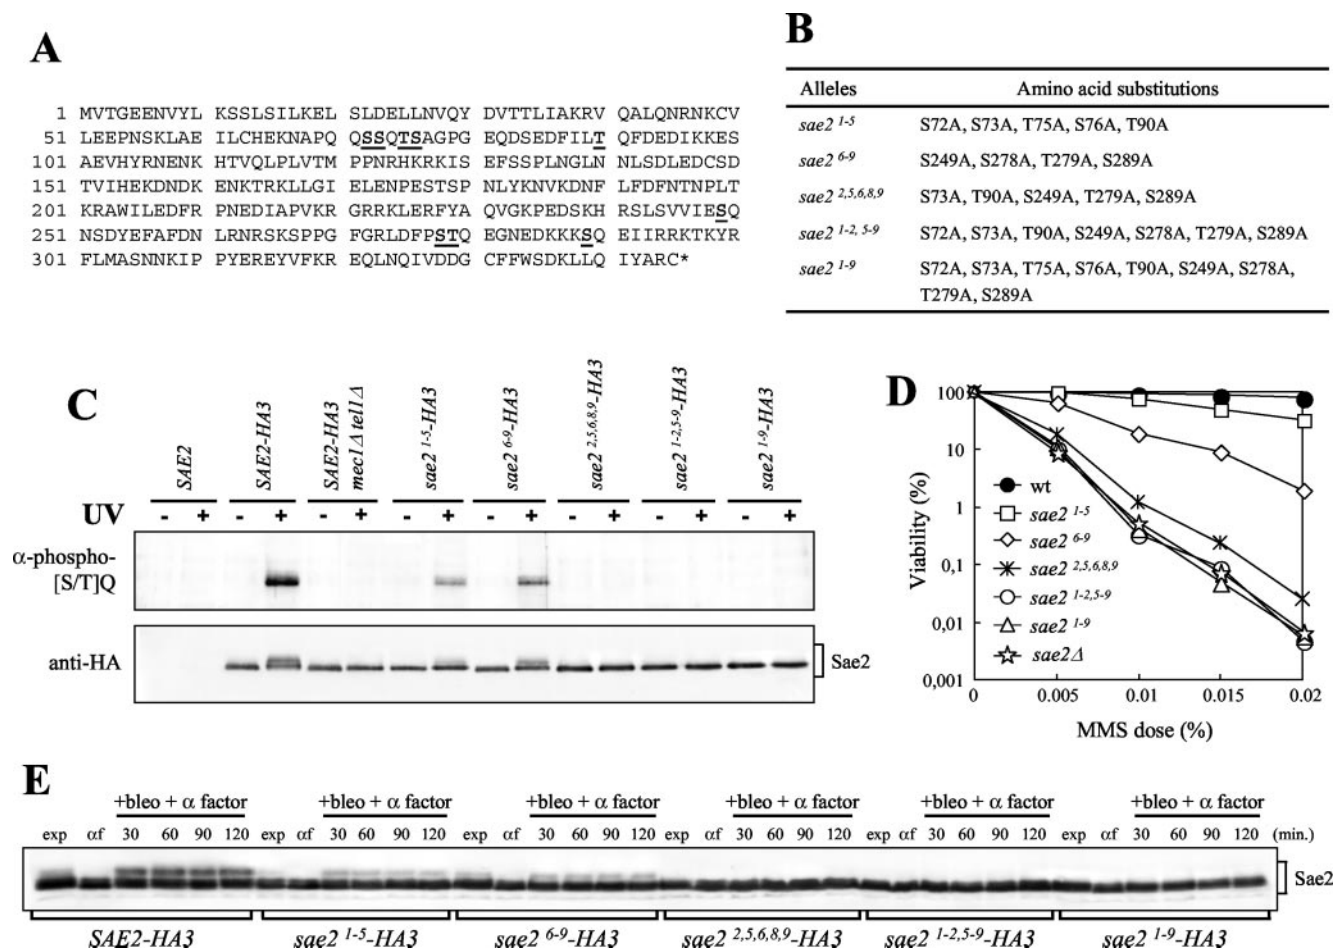 A
1 MVTGEENVYL KSSLSILKEL SLDELLNVQY DVTTLIAKRV QALQNRNKCV
51 LEEPNSKLAE ILCHEKNAPQ QSSQTSAGPG EQDSEDFILT QFDEDIKKES
101 AEVHYRNENK HTVQLPLVTM PPNRHKRKIS EFSSPLNGLN NLSDLEDCSD
151 TVIHEKDNDK ENKTRKLLGI ELENPESTSP NLYKNVKDNF LFDFNTNPLT
201 KRAWILEDFR PNEDIAPVKR GRRKLERFYA QVGKPEDSKH RSLSVVIESQ
251 NSDYEFAFDN LRNRSKSPPG FGRLDFPSTQ EGNEDKKKSQ EIIRRKTKYR
301 FLMASNNKIP PYEREYVFKR EQLNQIVDDG CFFWSDKLLQ IYARC*
B
Alleles Amino acid substitutions
sae2 1-5 S72A, S73A, T75A, S76A, T90A
sae2 6-9 S249A, S278A, T279A, S289A
sae2 2,5,6,8,9 S73A, T90A, S249A, T279A, S289A
sae2 1-2, 5-9 S72A, S73A, T90A, S249A, S278A, T279A, S289A
sae2 1-9 S72A, S73A, T75A, S76A, T90A, S249A, S278A,
T279A, S289A
C
SAE2
SAE2-HA3
SAE2-HA3
mec1Δ tel1Δ
sae2 1-5-HA3
sae2 6-9-HA3
sae2 2,5,6,8,9-HA3
sae2 1-2,5-9-HA3
sae2 1-9-HA3
UV - + - + - + - + - + - + - + - +
α-phospho-
[S/T]Q
anti-HA
Sae2
D
Viability (%)
100
10
1
0,1
0,01
0,001
wt
sae2 1-5
sae2 6-9
sae2 2,5,6,8,9
sae2 1-2,5-9
sae2 1-9
sae2Δ
0 0.005 0.01 0.015 0.02
MMS dose (%)
E
+bleo + α factor +bleo + α factor +bleo + α factor +bleo + α factor +bleo + α factor +bleo + α factor
exp αf 30 60 90 120 exp αf 30 60 90 120 exp αf 30 60 90 120 exp αf 30 60 90 120 exp αf 30 60 90 120 exp αf 30 60 90 120 (min.)
Sae2
SAE2-HA3 sae2 1-5-HA3 sae2 6-9-HA3 sae2 2,5,6,8,9-HA3 sae2 1-2,5-9-HA3 sae2 1-9-HA3